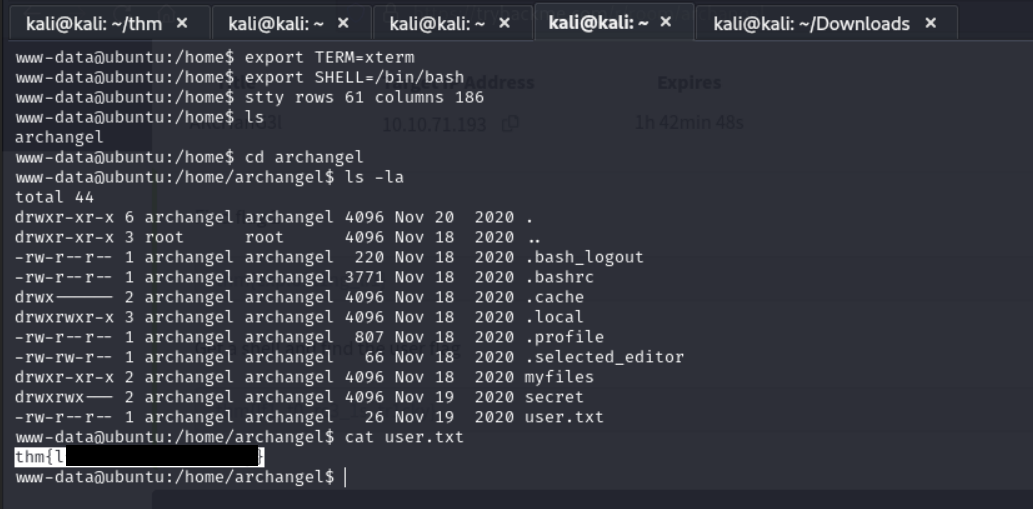 kali@kali: ~/thm × kali@kali: ~ × kali@kali: ~ × kali@kali: ~ × kali@kali: ~/Downloads ×
www-data@ubuntu:/home$ export TERM=xterm
www-data@ubuntu:/home$ export SHELL=/bin/bash
Address Expires
www-data@ubuntu:/home$ stty rows 61 columns 186
www-data@ubuntu:/home$ ls
10.10.71.193 1h 42min 48s
archangel
www-data@ubuntu:/home$ cd archangel
www-data@ubuntu:/home/archangel$ ls -la
total 44
drwxr-xr-x 6 archangel archangel 4096 Nov 20  2020 .
drwxr-xr-x 3 root      root      4096 Nov 18  2020 ..
-rw-r--r-- 1 archangel archangel  220 Nov 18  2020 .bash_logout
-rw-r--r-- 1 archangel archangel 3771 Nov 18  2020 .bashrc
drwx------ 2 archangel archangel 4096 Nov 18  2020 .cache
drwxrwxr-x 3 archangel archangel 4096 Nov 18  2020 .local
-rw-r--r-- 1 archangel archangel  807 Nov 18  2020 .profile
-rw-rw-r-- 1 archangel archangel   66 Nov 18  2020 .selected_editor
drwxr-xr-x 2 archangel archangel 4096 Nov 18  2020 myfiles
drwxrwx--- 2 archangel archangel 4096 Nov 19  2020 secret
-rw-r--r-- 1 archangel archangel   26 Nov 19  2020 user.txt
www-data@ubuntu:/home/archangel$ cat user.txt
thm{l }
www-data@ubuntu:/home/archangel$